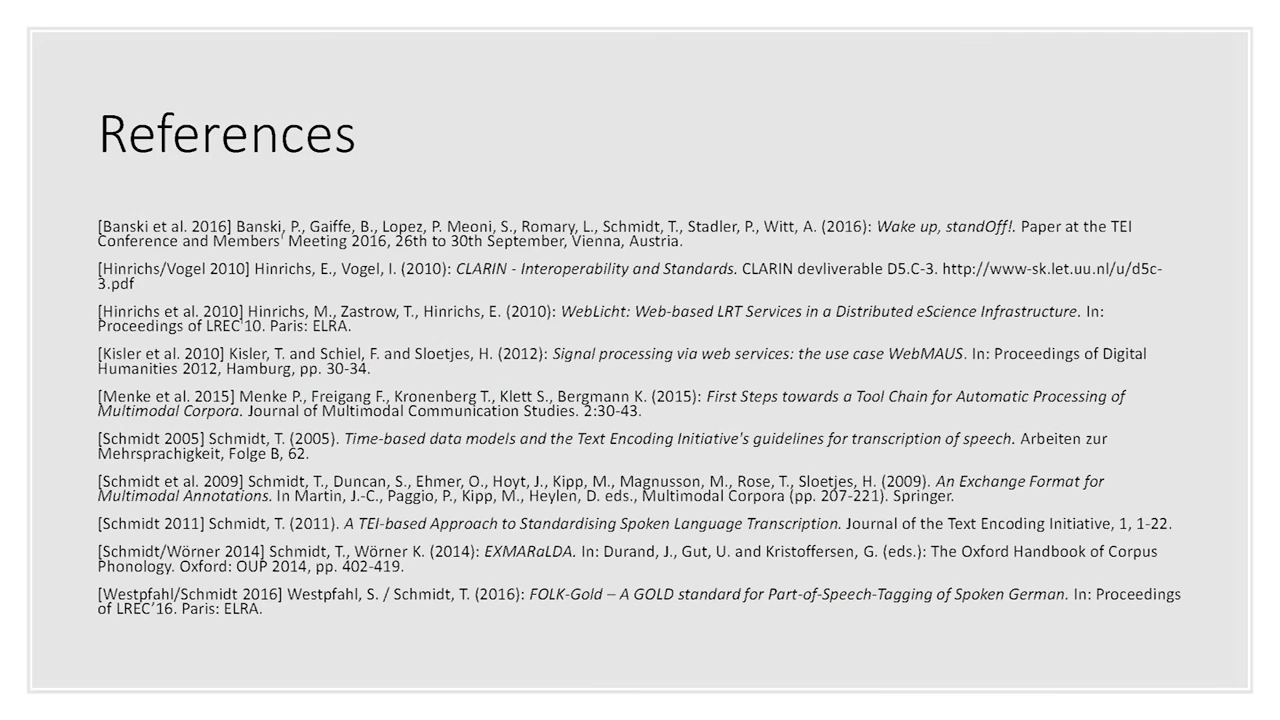 References
[Banski et al. 2016] Banski, P., Gaiffe, B., Lopez, P. Meoni, S., Romary, L., Schmidt, T., Stadler, P., Witt, A. (2016): Wake up, standOff!. Paper at the TEI
Conference and Members' Meeting 2016, 26th to 30th September, Vienna, Austria.
[Hinrichs/Vogel 2010] Hinrichs, E., Vogel, I. (2010): CLARIN - Interoperability and Standards. CLARIN devliverable D5.C-3. http://www-sk.let.uu.nl/u/d5c-
3.pdf
[Hinrichs et al. 2010] Hinrichs, M., Zastrow, T., Hinrichs, E. (2010): WebLicht: Web-based LRT Services in a Distributed eScience Infrastructure. In:
Proceedings of LREC'10. Paris: ELRA.
[Kisler et al. 2010] Kisler, T. and Schiel, F. and Sloetjes, H. (2012): Signal processing via web services: the use case WebMAUS. In: Proceedings of Digital
Humanities 2012, Hamburg, pp. 30-34.
[Menke et al. 2015] Menke P., Freigang F., Kronenberg T., Klett S., Bergmann K. (2015): First Steps towards a Tool Chain for Automatic Processing of
Multimodal Corpora. Journal of Multimodal Communication Studies. 2:30-43.
[Schmidt 2005] Schmidt, T. (2005). Time-based data models and the Text Encoding Initiative's guidelines for transcription of speech. Arbeiten zur
Mehrsprachigkeit, Folge B, 62.
[Schmidt et al. 2009] Schmidt, T., Duncan, S., Ehmer, O., Hoyt, J., Kipp, M., Magnusson, M., Rose, T., Sloetjes, H. (2009). An Exchange Format for
Multimodal Annotations. In Martin, J.-C., Paggio, P., Kipp, M., Heylen, D. eds., Multimodal Corpora (pp. 207-221). Springer.
[Schmidt 2011] Schmidt, T. (2011). A TEI-based Approach to Standardising Spoken Language Transcription. Journal of the Text Encoding Initiative, 1, 1-22.
[Schmidt/Wörner 2014] Schmidt, T., Wörner K. (2014): EXMARaLDA. In: Durand, J., Gut, U. and Kristoffersen, G. (eds.): The Oxford Handbook of Corpus
Phonology. Oxford: OUP 2014, pp. 402-419.
[Westpfahl/Schmidt 2016] Westpfahl, S. / Schmidt, T. (2016): FOLK-Gold – A GOLD standard for Part-of-Speech-Tagging of Spoken German. In: Proceedings
of LREC’16. Paris: ELRA.